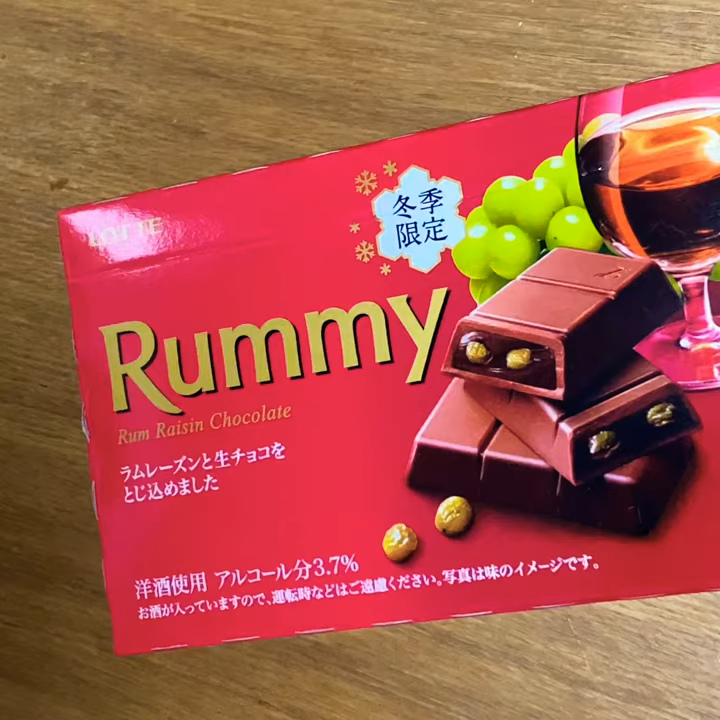 LOTTE
冬季
限定
Rummy
Rum Raisin Chocolate
ラムレーズンと生チョコを
とじ込めました
洋酒使用 アルコール分3.7%
お酒が入っていますので、運転時などはご遠慮ください。写真は味のイメージです。